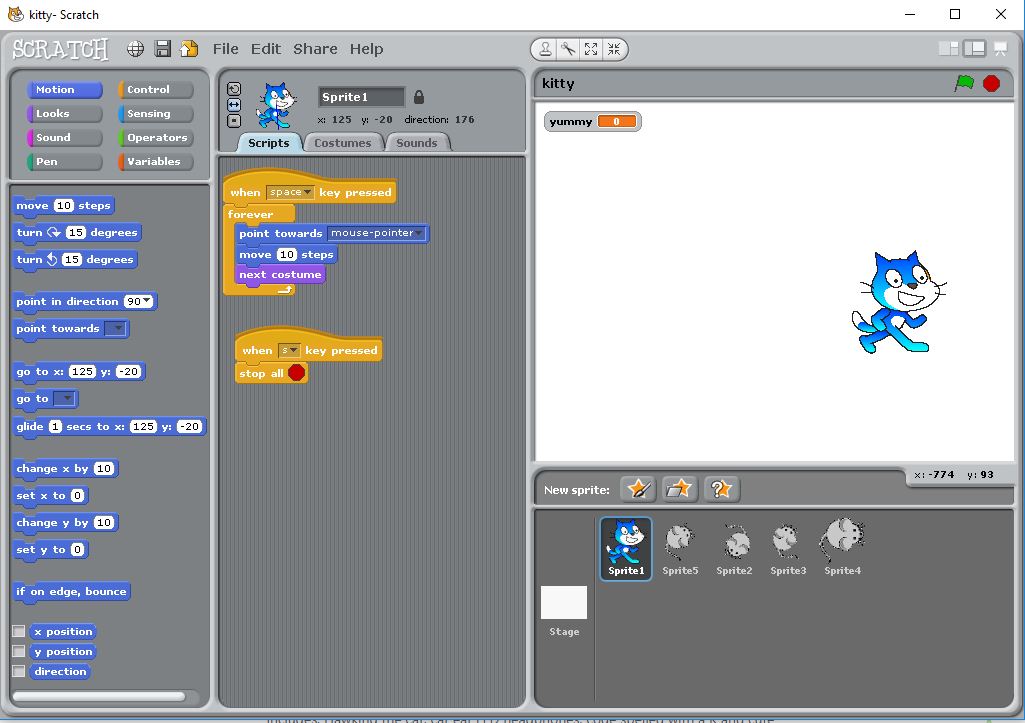 kitty- Scratch
SCRATCH File Edit Share Help
Motion Control
Looks Sensing
Sound Operators
Pen Variables
move 10 steps
turn 15 degrees
turn 15 degrees
point in direction 90
point towards
go to x: 125 y: -20
go to
glide 1 secs to x: 125 y: -20
change x by 10
set x to 0
change y by 10
set y to 0
if on edge, bounce
x position
y position
direction
Sprite1
x: 125 y: -20 direction: 176
Scripts Costumes Sounds
when space key pressed
forever
point towards mouse-pointer
move 10 steps
next costume
when s key pressed
stop all
kitty
yummy 0
x: -774 y: 93
New sprite:
Sprite1 Sprite5 Sprite2 Sprite3 Sprite4
Stage